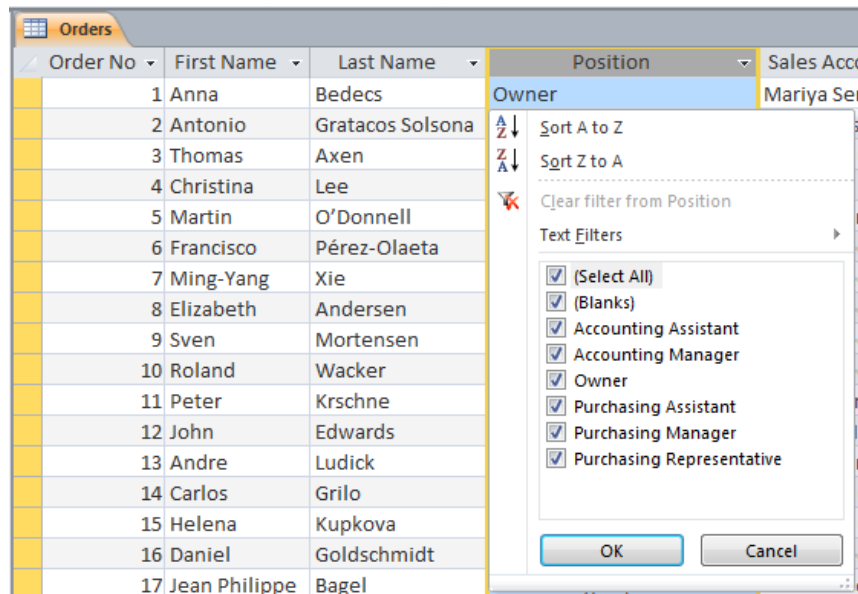 Orders
Order No First Name Last Name Position Sales Acco
1 Anna Bedecs Owner Mariya Ser
2 Antonio Gratacos Solsona
3 Thomas Axen
4 Christina Lee
5 Martin O'Donnell
6 Francisco Pérez-Olaeta
7 Ming-Yang Xie
8 Elizabeth Andersen
9 Sven Mortensen
10 Roland Wacker
11 Peter Krschne
12 John Edwards
13 Andre Ludick
14 Carlos Grilo
15 Helena Kupkova
16 Daniel Goldschmidt
17 Jean Philippe Bagel
Sort A to Z
Sort Z to A
Clear filter from Position
Text Filters
(Select All)
(Blanks)
Accounting Assistant
Accounting Manager
Owner
Purchasing Assistant
Purchasing Manager
Purchasing Representative
OK Cancel